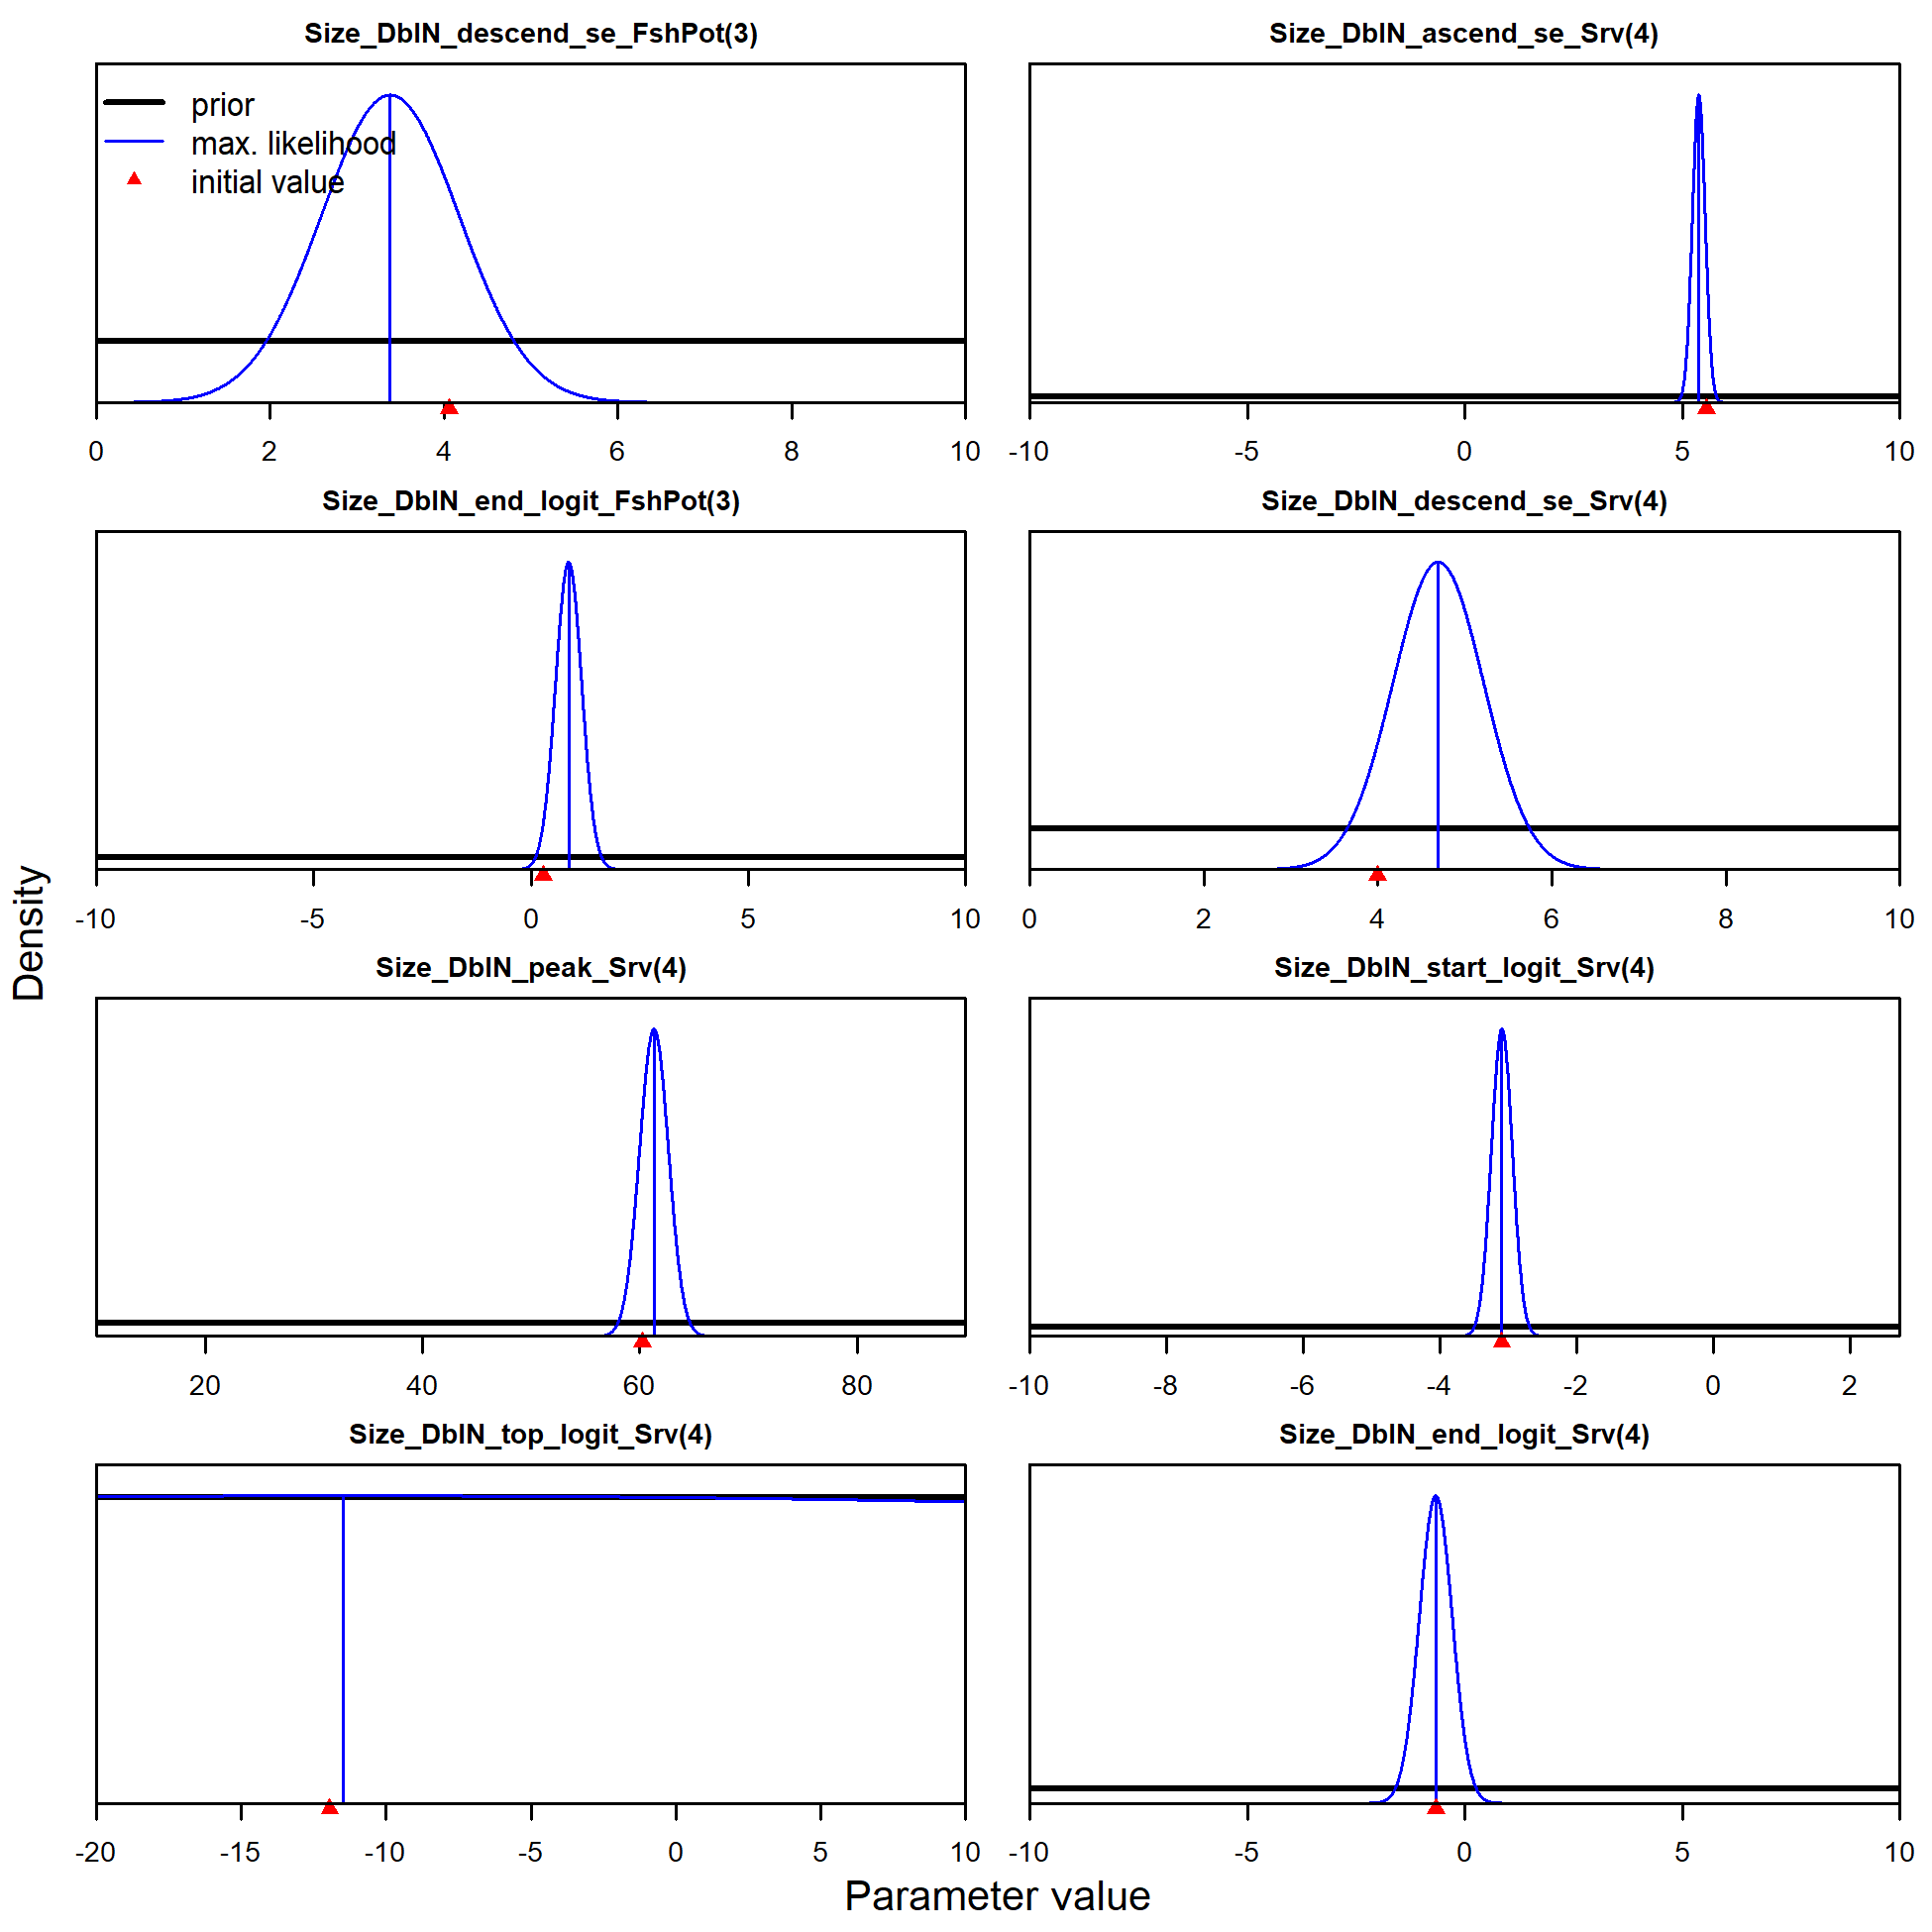 Size_DblN_descend_se_FshPot(3)
prior
max. likelihood
initial value
0 2 4 6 8 10
Size_DblN_ascend_se_Srv(4)
-10 -5 0 5 10
Size_DblN_end_logit_FshPot(3)
-10 -5 0 5 10
Size_DblN_descend_se_Srv(4)
0 2 4 6 8 10
Size_DblN_peak_Srv(4)
20 40 60 80
Size_DblN_start_logit_Srv(4)
-10 -8 -6 -4 -2 0 2
Size_DblN_top_logit_Srv(4)
-20 -15 -10 -5 0 5 10
Size_DblN_end_logit_Srv(4)
-10 -5 0 5 10
Density
Parameter value